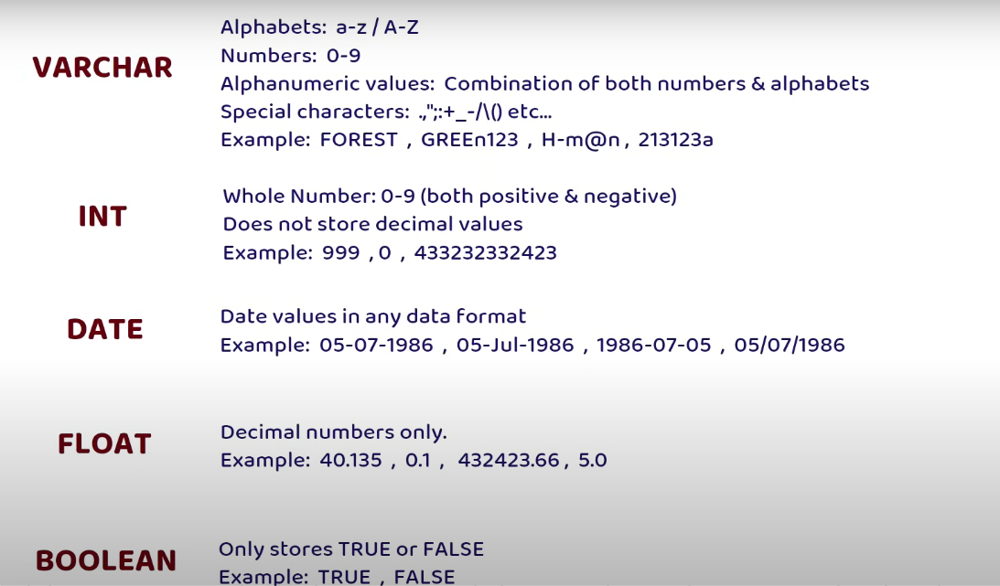 VARCHAR
Alphabets: a-z / A-Z
Numbers: 0-9
Alphanumeric values: Combination of both numbers & alphabets
Special characters: .,";:+_-/\() etc...
Example: FOREST , GREEn123 , H-m@n , 213123a
INT
Whole Number: 0-9 (both positive & negative)
Does not store decimal values
Example: 999 , 0 , 433232332423
DATE
Date values in any data format
Example: 05-07-1986 , 05-Jul-1986 , 1986-07-05 , 05/07/1986
FLOAT
Decimal numbers only.
Example: 40.135 , 0.1 , 432423.66 , 5.0
BOOLEAN
Only stores TRUE or FALSE
Example: TRUE , FALSE